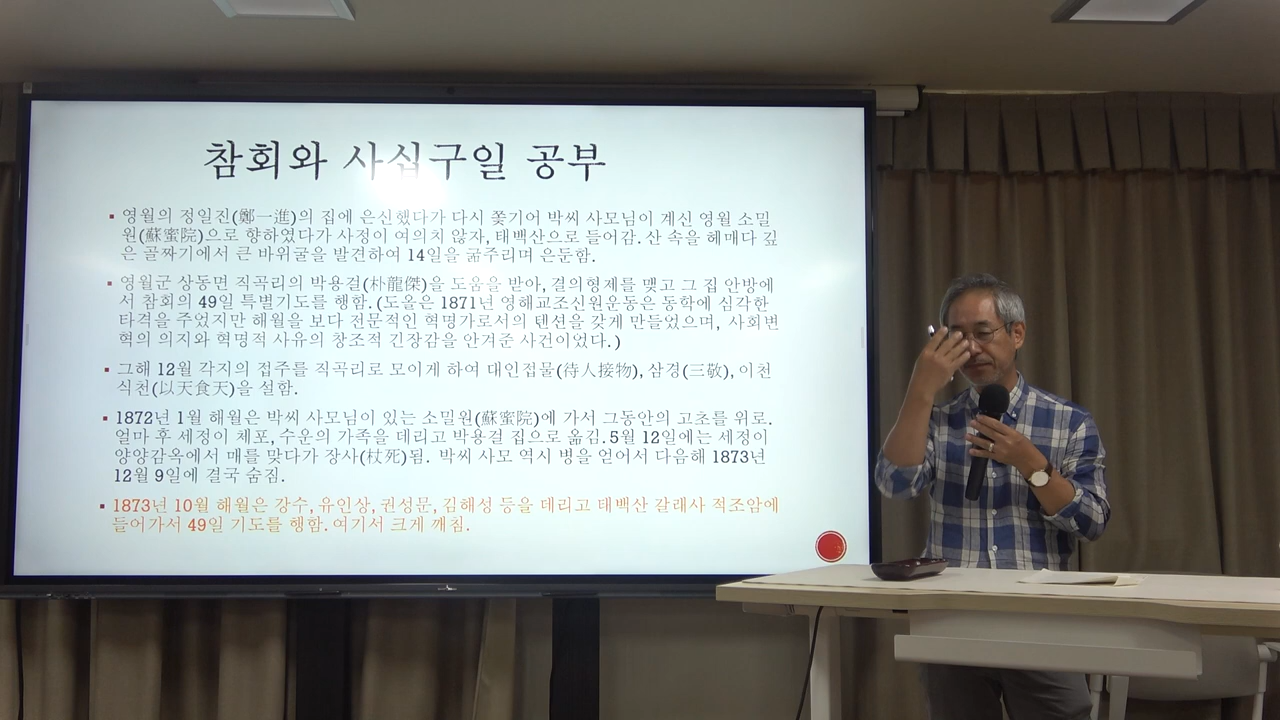 참회와 사십구일 공부
▪ 영월의 정일진(鄭一進)의 집에 은신했다가 다시 쫓기어 박씨 사모님이 계신 영월 소밀
원(蘇蜜院)으로 향하였다가 사정이 여의치 않자, 태백산으로 들어감. 산 속을 헤매다 깊
은 골짜기에서 큰 바위굴을 발견하여 14일을 굶주리며 은둔함.
▪ 영월군 상동면 직곡리의 박용걸(朴龍傑)을 도움을 받아, 결의형제를 맺고 그 집 안방에
서 참회의 49일 특별기도를 행함. (도올은 1871년 영해교조신원운동은 동학에 심각한
타격을 주었지만 해월을 보다 전문적인 혁명가로서의 텐션을 갖게 만들었으며, 사회변
혁의 의지와 혁명적 사유의 창조적 긴장감을 안겨준 사건이었다.)
▪ 그해 12월 각지의 접주를 직곡리로 모이게 하여 대인접물(待人接物), 삼경(三敬), 이천
식천(以天食天)을 설함.
▪ 1872년 1월 해월은 박씨 사모님이 있는 소밀원(蘇蜜院)에 가서 그동안의 고초를 위로.
얼마 후 세정이 체포, 수운의 가족을 데리고 박용걸 집으로 옮김. 5월 12일에는 세정이
양양감옥에서 매를 맞다가 장사(杖死)됨. 박씨 사모 역시 병을 얻어서 다음해 1873년
12월 9일에 결국 숨짐.
▪ 1873년 10월 해월은 강수, 유인상, 권성문, 김해성 등을 데리고 태백산 갈래사 적조암에
들어가서 49일 기도를 행함. 여기서 크게 깨침.